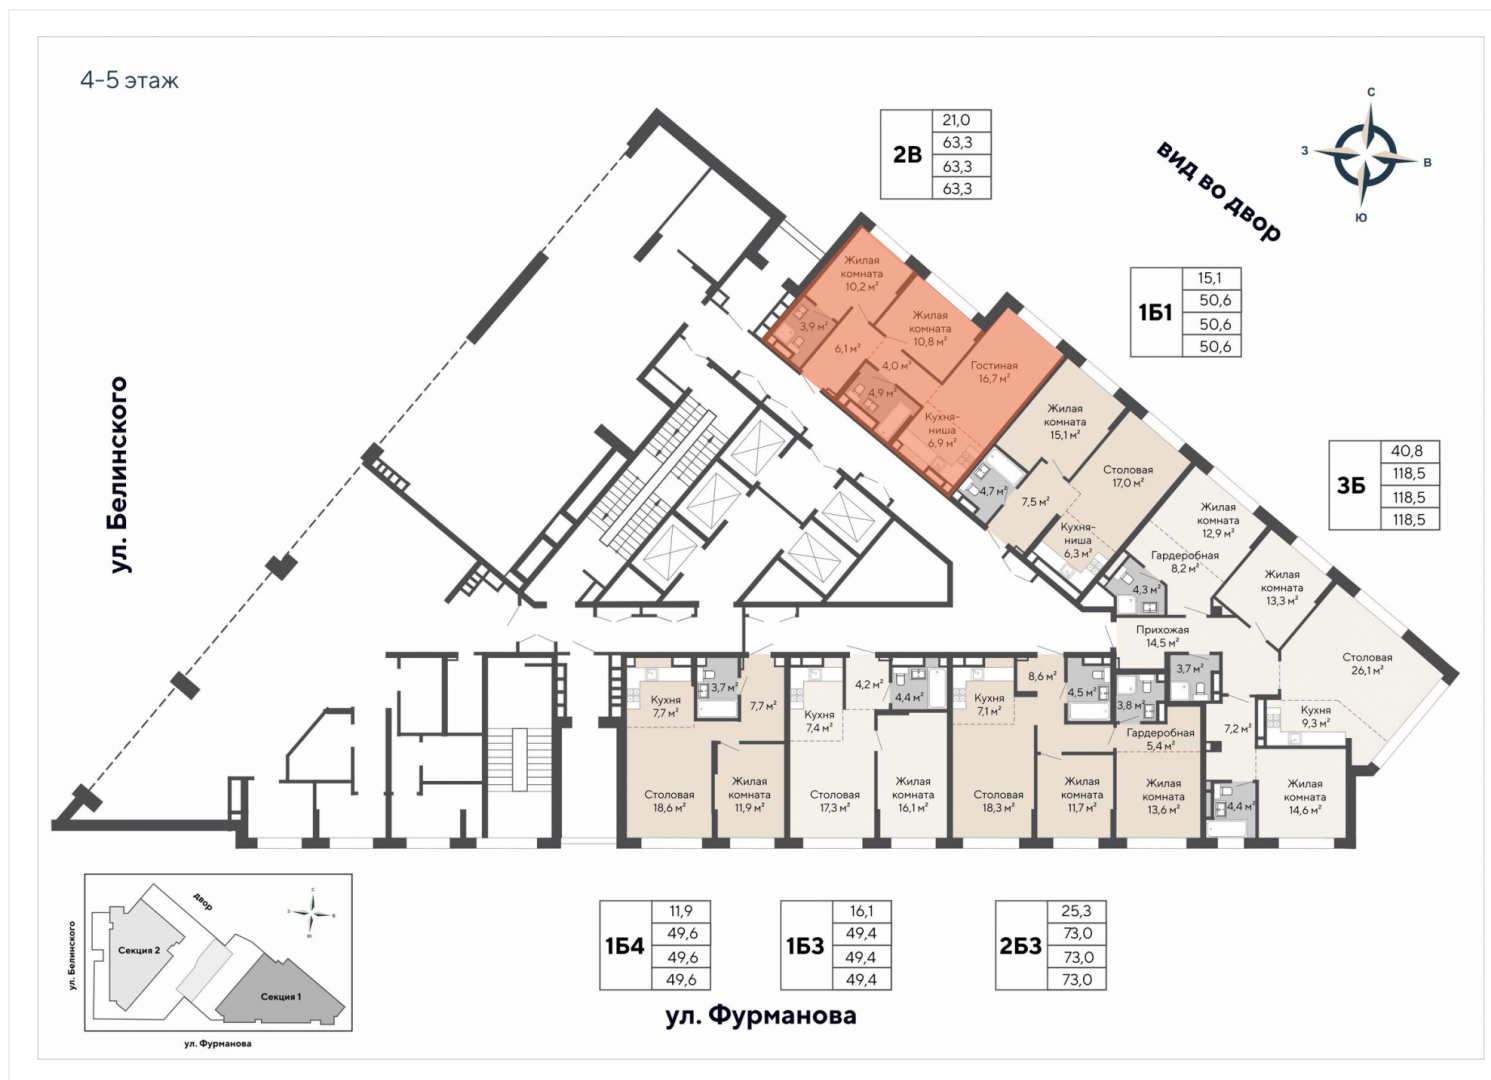 4-5 этаж
2В
21,0
63,3
63,3
63,3
вид во двор
С
З
В
Ю
1Б1
15,1
50,6
50,6
50,6
3Б
40,8
118,5
118,5
118,5
ул. Белинского
Жилая
комната
10,2 м²
3,9 м²
6,1 м²
Жилая
комната
10,8 м²
4,0 м²
4,9 м²
Гостиная
16,7 м²
Кухня-
ниша
6,9 м²
Жилая
комната
15,1 м²
4,7 м²
7,5 м²
Столовая
17,0 м²
Кухня-
ниша
6,3 м²
Жилая
комната
12,9 м²
Гардеробная
8,2 м²
4,3 м²
Жилая
комната
13,3 м²
Прихожая
14,5 м²
3,7 м²
Столовая
26,1 м²
Кухня
9,3 м²
7,2 м²
4,4 м²
Жилая
комната
14,6 м²
Кухня
7,7 м²
3,7 м²
7,7 м²
Столовая
18,6 м²
Жилая
комната
11,9 м²
Кухня
7,4 м²
4,2 м²
4,4 м²
Столовая
17,3 м²
Жилая
комната
16,1 м²
Кухня
7,1 м²
8,6 м²
4,5 м²
3,8 м²
Гардеробная
5,4 м²
Столовая
18,3 м²
Жилая
комната
11,7 м²
Жилая
комната
13,6 м²
1Б4
11,9
49,6
49,6
49,6
1Б3
16,1
49,4
49,4
49,4
2Б3
25,3
73,0
73,0
73,0
ул. Фурманова
двор
С
З
В
Ю
ул. Белинского
Секция 2
Секция 1
ул. Фурманова